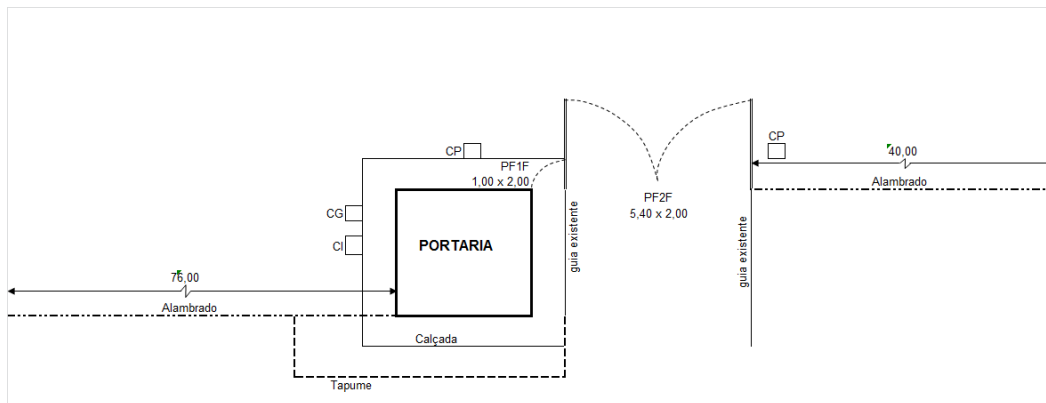 CP
CP
40,00
PF1F
1,00 x 2,00
Alambrado
PF2F
5,40 x 2,00
CG
guia existente
guia existente
CI
PORTARIA
76,00
Alambrado
Calçada
Tapume